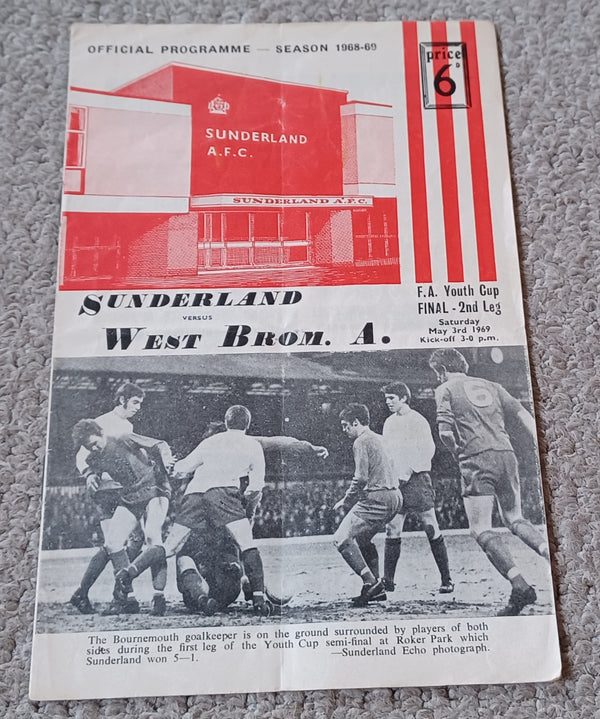 OFFICIAL PROGRAMME — SEASON 1968-69
price
6D
SUNDERLAND
A.F.C.
SUNDERLAND A.F.C.
SUNDERLAND
VERSUS
WEST BROM. A.
F.A. Youth Cup
FINAL - 2nd Leg
Saturday
May 3rd 1969
Kick-off 3-0 p.m.
6
The Bournemouth goalkeeper is on the ground surrounded by players of both
sides during the first leg of the Youth Cup semi-final at Roker Park which
Sunderland won 5—1. —Sunderland Echo photograph.